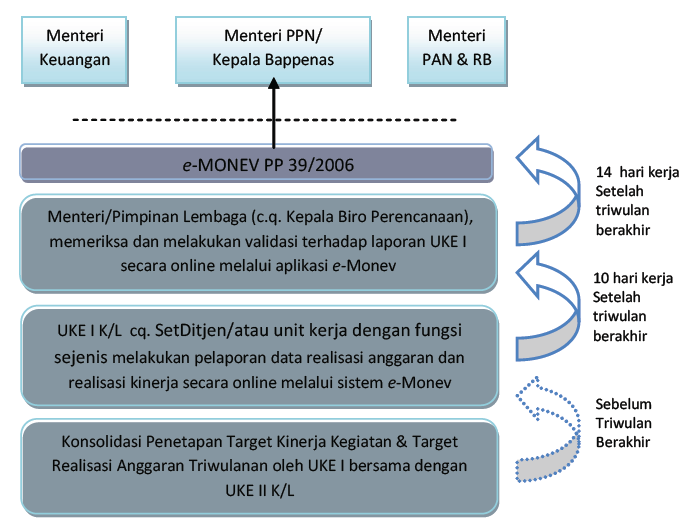 Menteri
Keuangan
Menteri PPN/
Kepala Bappenas
Menteri
PAN & RB
e-MONEV PP 39/2006
14 hari kerja
Setelah
triwulan
berakhir
Menteri/Pimpinan Lembaga (c.q. Kepala Biro Perencanaan),
memeriksa dan melakukan validasi terhadap laporan UKE I
secara online melalui aplikasi e-Monev
10 hari kerja
Setelah
triwulan
berakhir
UKE I K/L cq. SetDitjen/atau unit kerja dengan fungsi
sejenis melakukan pelaporan data realisasi anggaran dan
realisasi kinerja secara online melalui sistem e-Monev
Sebelum
Triwulan
Berakhir
Konsolidasi Penetapan Target Kinerja Kegiatan & Target
Realisasi Anggaran Triwulanan oleh UKE I bersama dengan
UKE II K/L